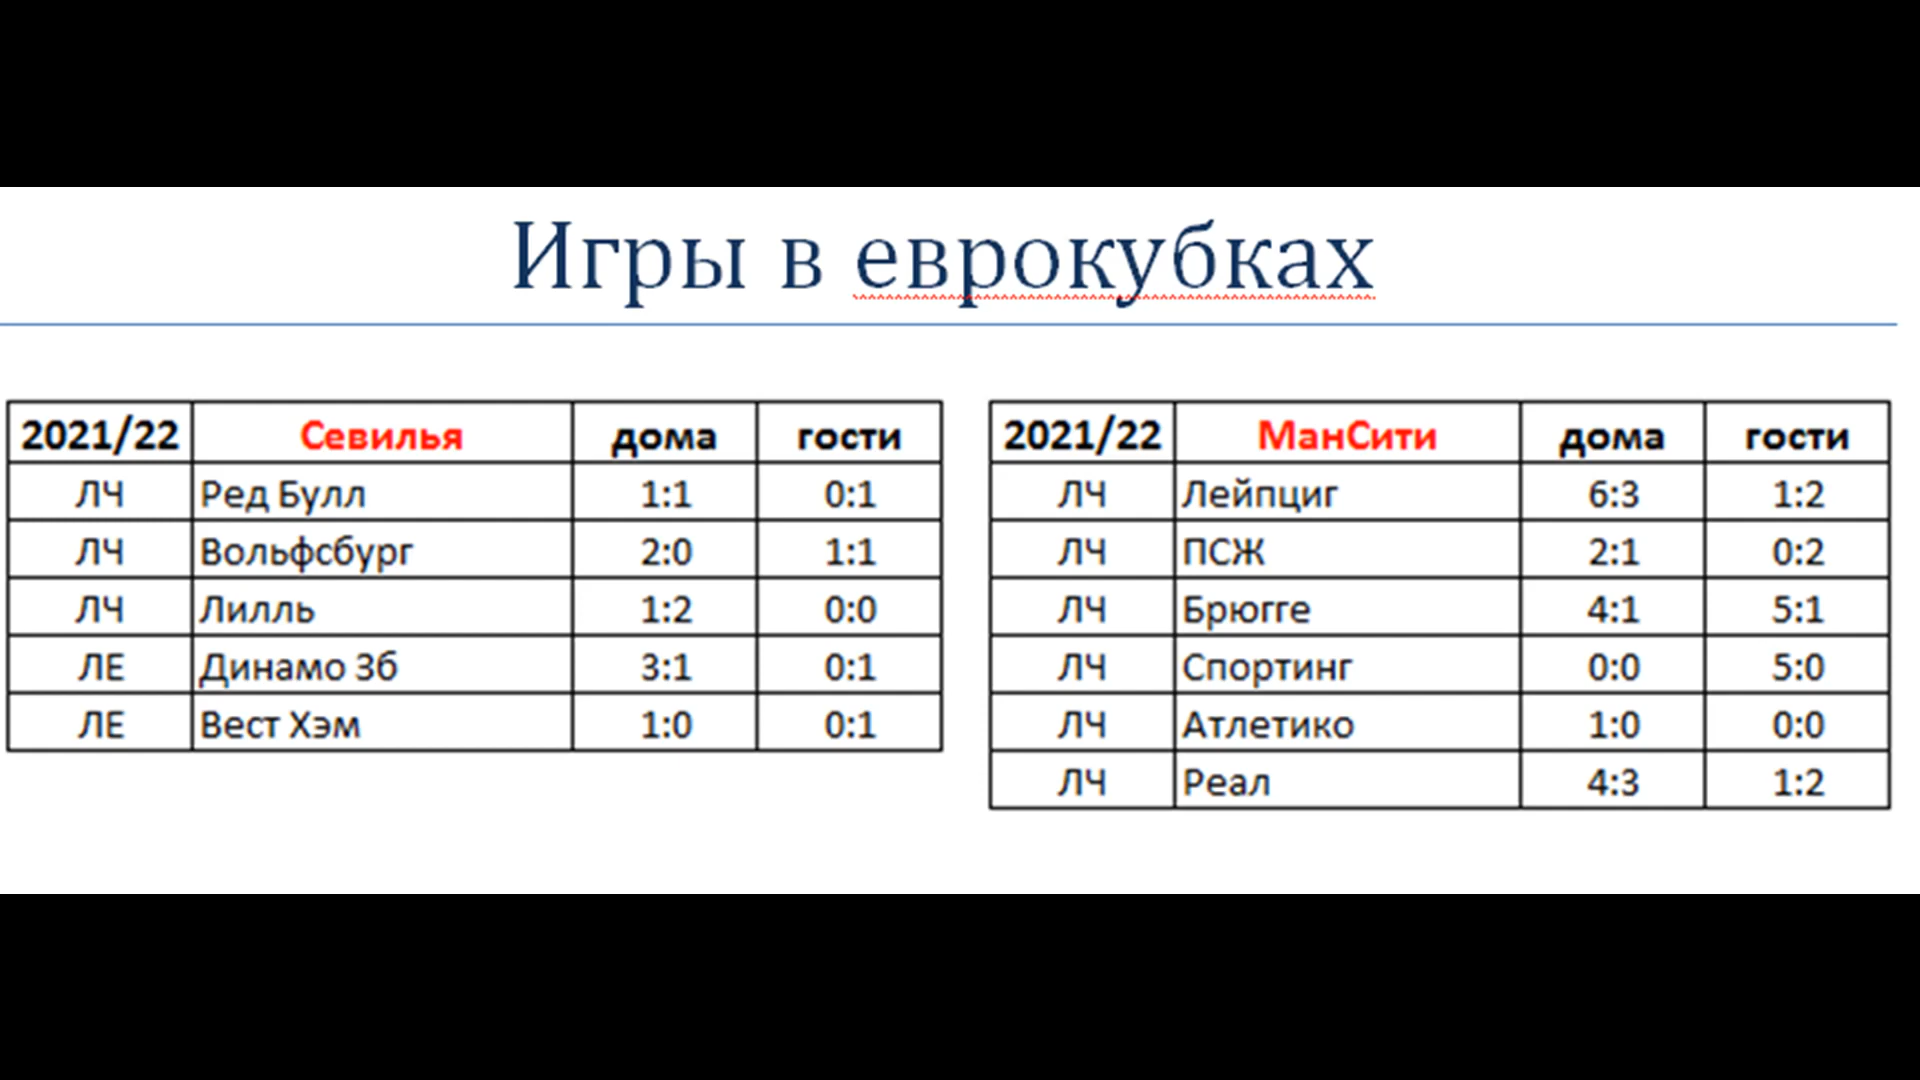 Игры в еврокубках
2021/22 Севилья дома гости
ЛЧ Ред Булл 1:1 0:1
ЛЧ Вольфсбург 2:0 1:1
ЛЧ Лилль 1:2 0:0
ЛЕ Динамо Зб 3:1 0:1
ЛЕ Вест Хэм 1:0 0:1
2021/22 МанСити дома гости
ЛЧ Лейпциг 6:3 1:2
ЛЧ ПСЖ 2:1 0:2
ЛЧ Брюгге 4:1 5:1
ЛЧ Спортинг 0:0 5:0
ЛЧ Атлетико 1:0 0:0
ЛЧ Реал 4:3 1:2